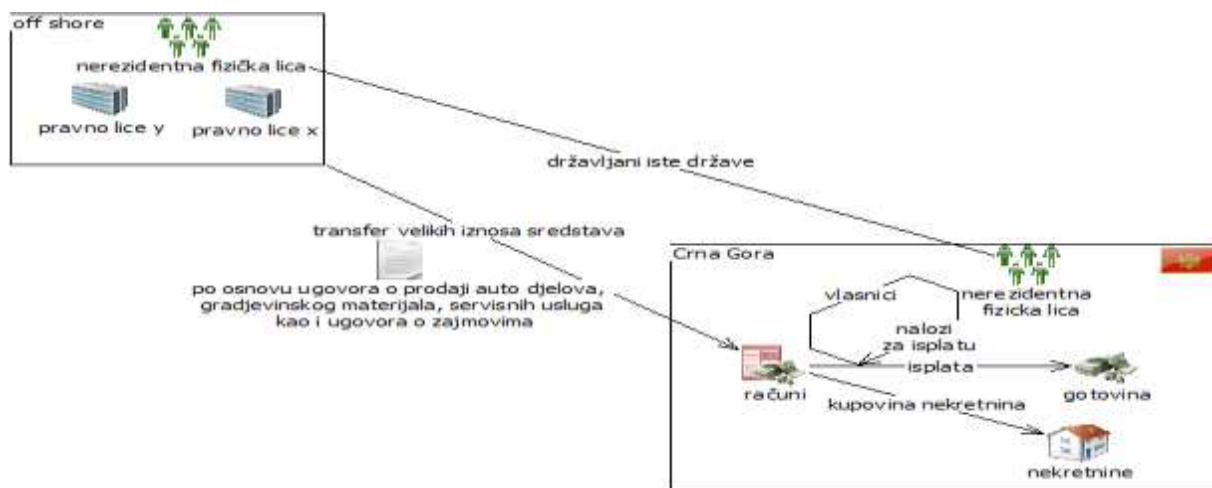 off shore
nerezidentna fizička lica
pravno lice y
pravno lice x
državljani iste države
transfer velikih iznosa sredstava
po osnovu ugovora o prodaji auto djelova,
gradjevinskog materijala, servisnih usluga
kao i ugovora o zajmovima
Crna Gora
vlasnici
nerezidentna
fizicka lica
nalozi
za isplatu
isplata
računi
gotovina
kupovina nekretnina
nekretnine